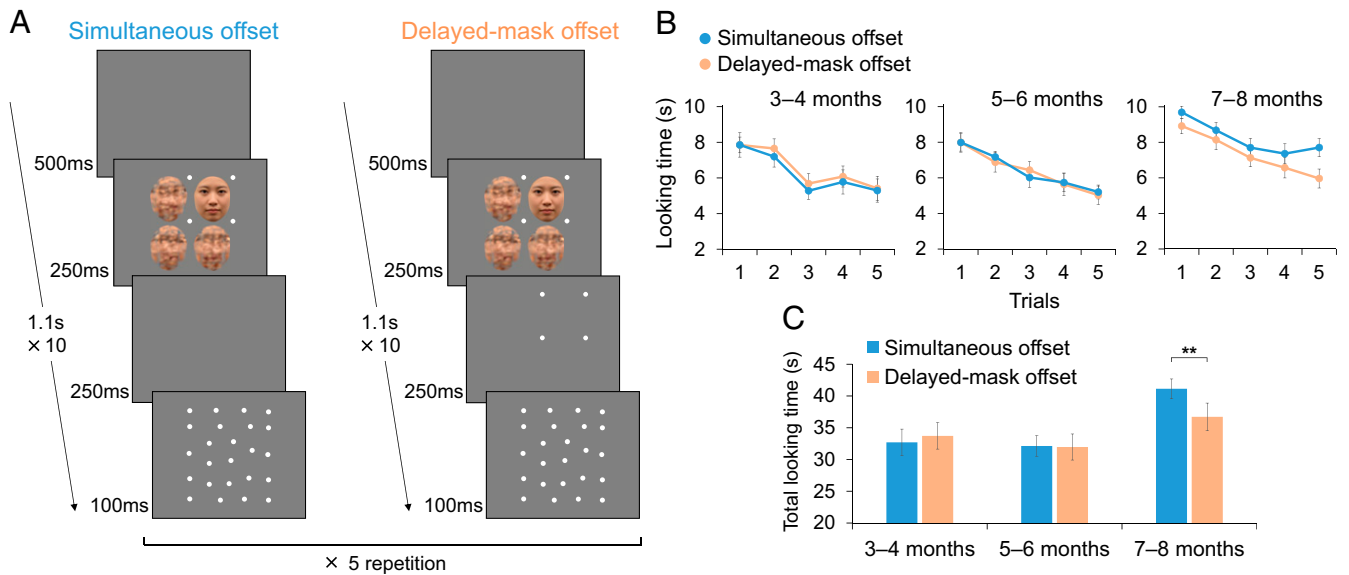 A
Simultaneous offset
500ms
250ms
250ms
100ms
1.1s
× 10
Delayed-mask offset
500ms
250ms
250ms
100ms
1.1s
× 10
× 5 repetition
B
Simultaneous offset
Delayed-mask offset
Looking time (s)
3–4 months
10
8
6
4
2
1 2 3 4 5
5–6 months
10
8
6
4
2
1 2 3 4 5
7–8 months
10
8
6
4
2
1 2 3 4 5
Trials
C
Simultaneous offset
Delayed-mask offset
Total looking time (s)
45
40
35
30
25
20
**
3–4 months 5–6 months 7–8 months